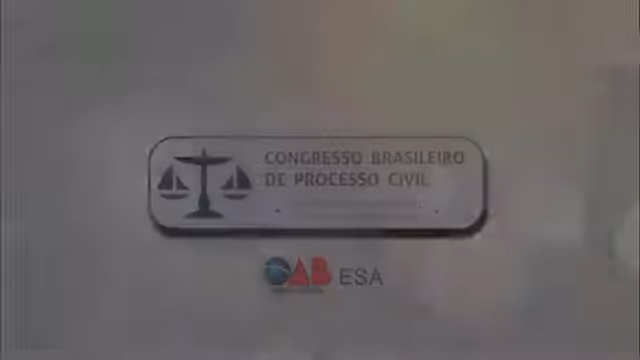 CONGRESSO BRASILEIRO
DE PROCESSO CIVIL
OAB ESA